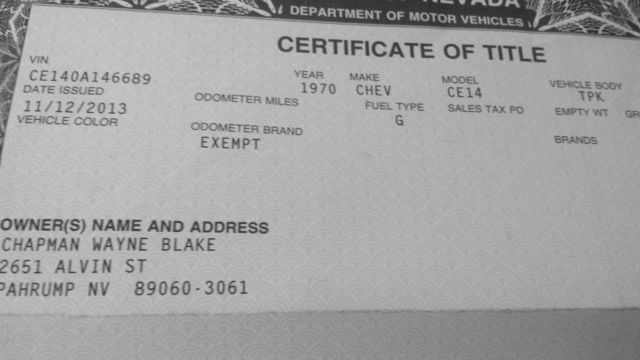 NEVADA
DEPARTMENT OF MOTOR VEHICLES
CERTIFICATE OF TITLE
VIN YEAR MAKE MODEL VEHICLE BODY
CE140A146689 1970 CHEV CE14 TPK
DATE ISSUED ODOMETER MILES FUEL TYPE SALES TAX PD EMPTY WT GR
11/12/2013 G
VEHICLE COLOR ODOMETER BRAND BRANDS
EXEMPT
OWNER(S) NAME AND ADDRESS
CHAPMAN WAYNE BLAKE
2651 ALVIN ST
PAHRUMP NV 89060-3061